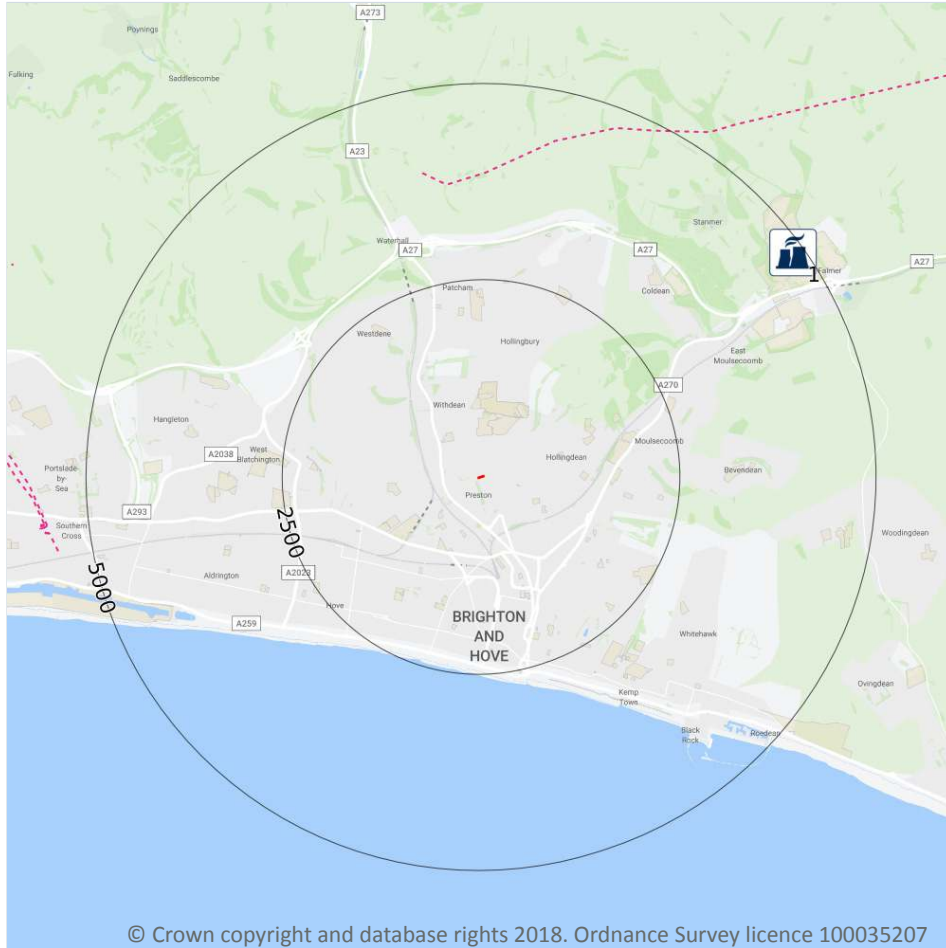 A273
Poynings
Fulking
Saddlescombe
A23
Stanmer
Waterhall
A27
A27
A27
Falmer
1
Patcham
Coldean
Westdene
Hollingbury
East
Moulsecoomb
A270
Withdean
Hangleton
Moulsecoomb
A2038
West
Blatchington
Hollingdean
Bevendean
Portslade
by-
Sea
Preston
A293
2500
Southern
Cross
Woodingdean
5000
Aldrington
A2023
Hove
A259
BRIGHTON
AND
HOVE
Whitehawk
Ovingdean
Kemp
Town
Black
Rock
Roedean
© Crown copyright and database rights 2018. Ordnance Survey licence 100035207